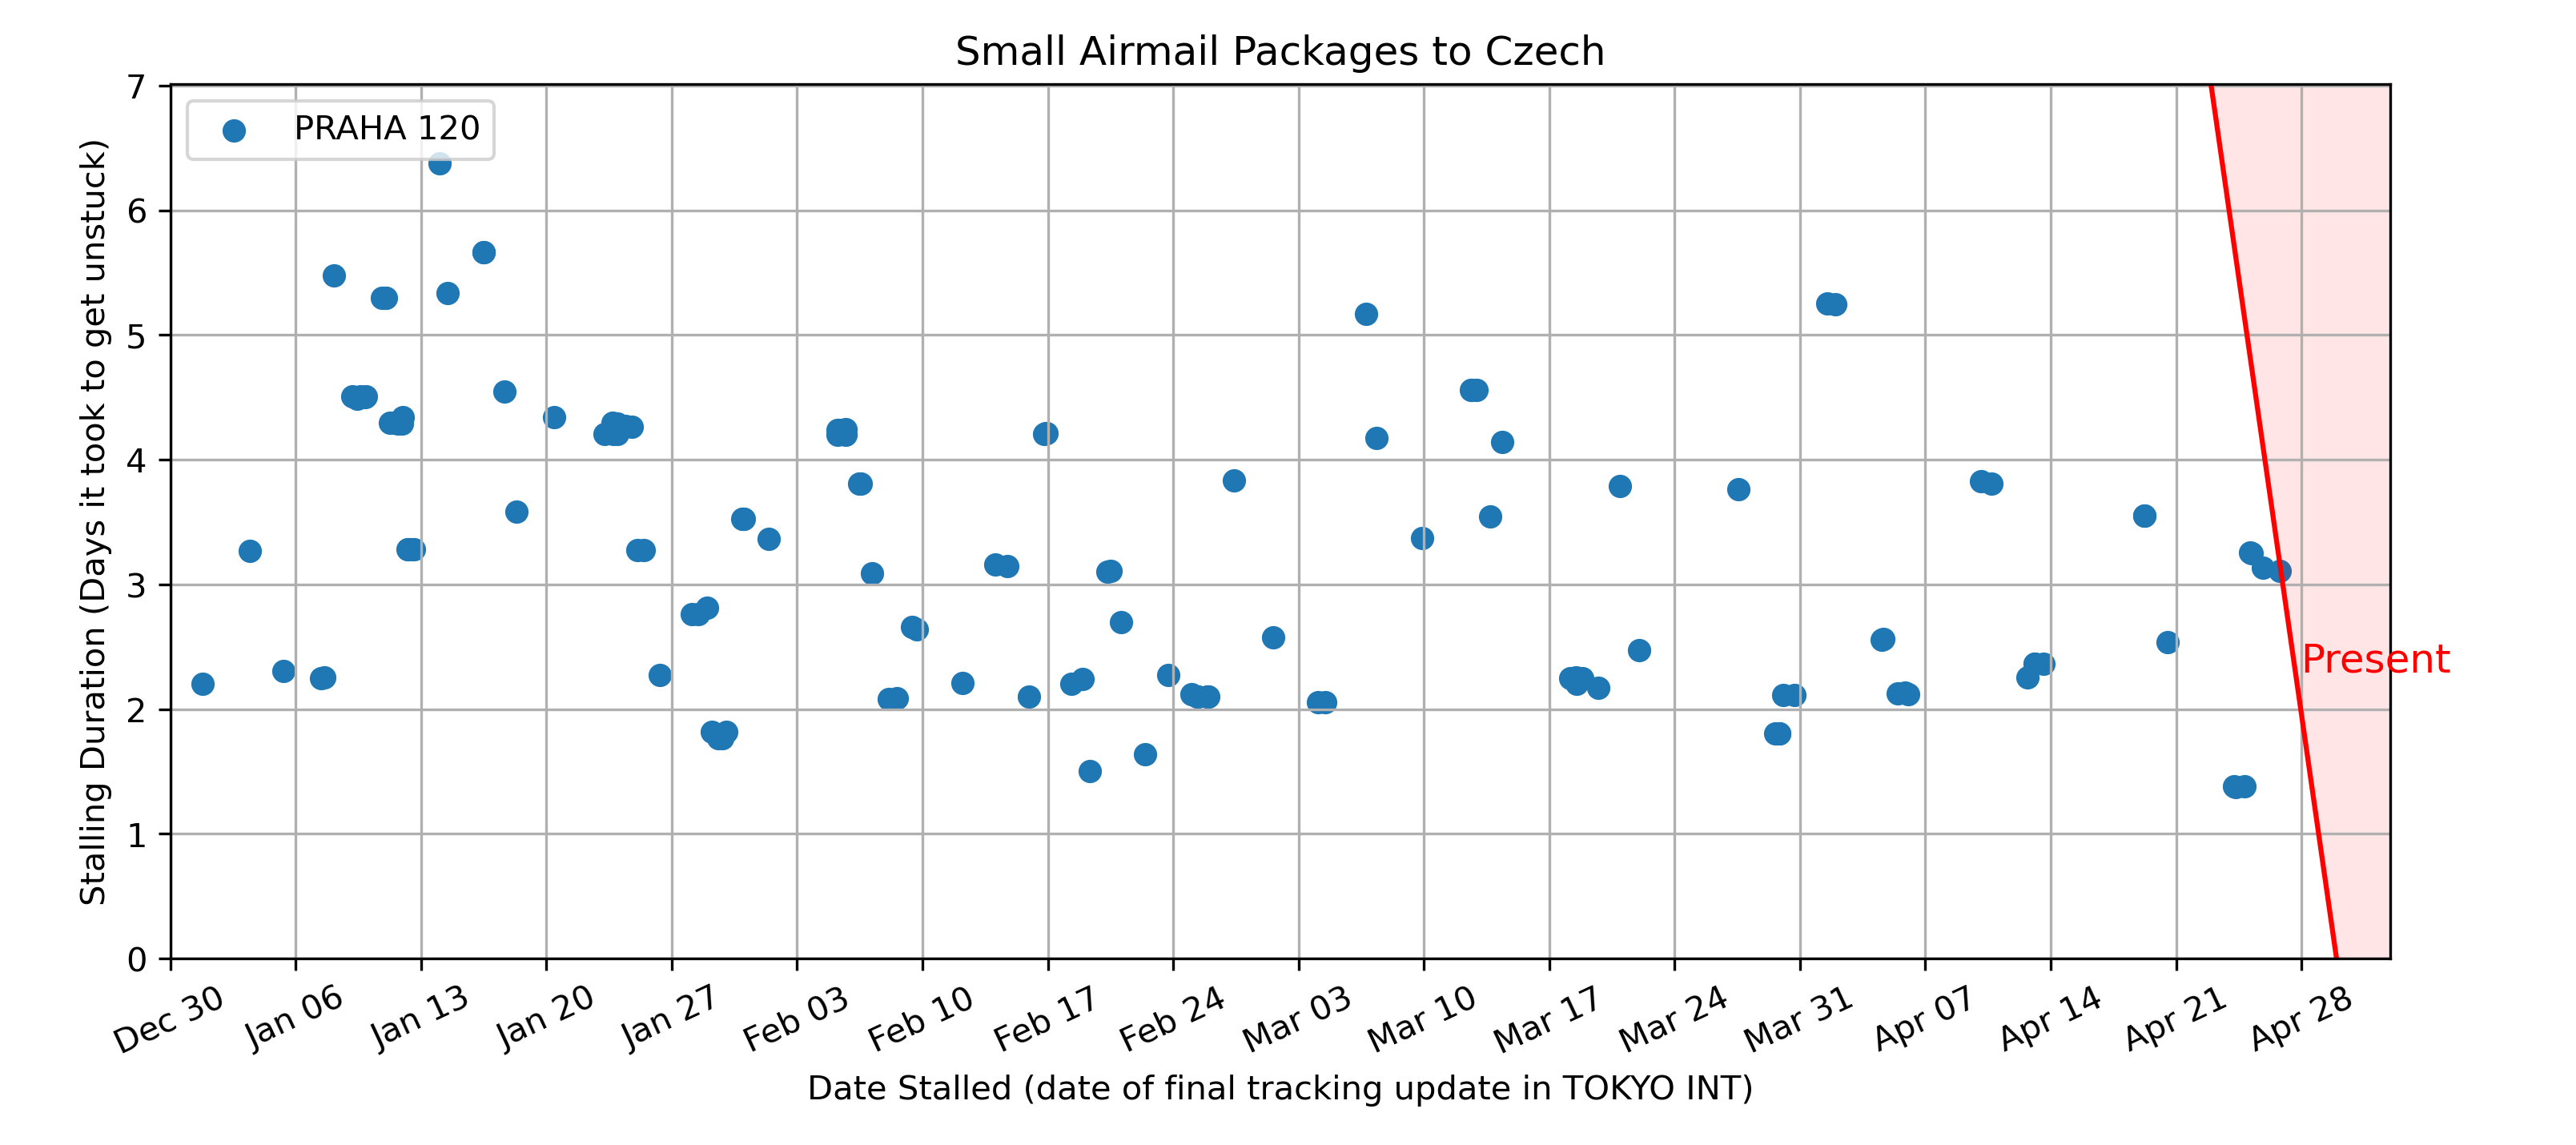 Small Airmail Packages to Czech
PRAHA 120
7
6
5
4
3
2
1
0
Stalling Duration (Days it took to get unstuck)
Present
Dec 30
Jan 06
Jan 13
Jan 20
Jan 27
Feb 03
Feb 10
Feb 17
Feb 24
Mar 03
Mar 10
Mar 17
Mar 24
Mar 31
Apr 07
Apr 14
Apr 21
Apr 28
Date Stalled (date of final tracking update in TOKYO INT)